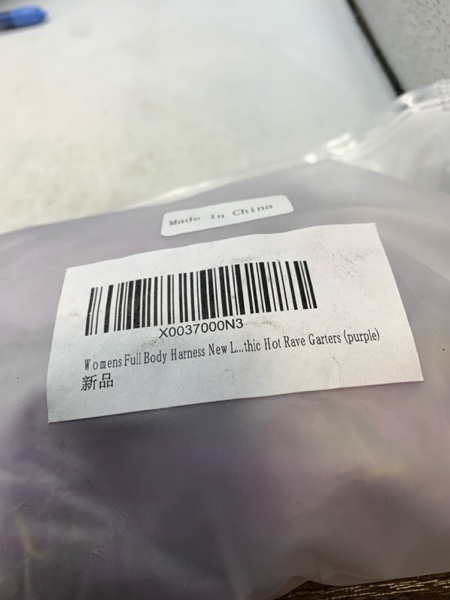 Made in China
X0037000N3
Womens Full Body Harness New L...thic Hot Rave Garters (purple)
新品